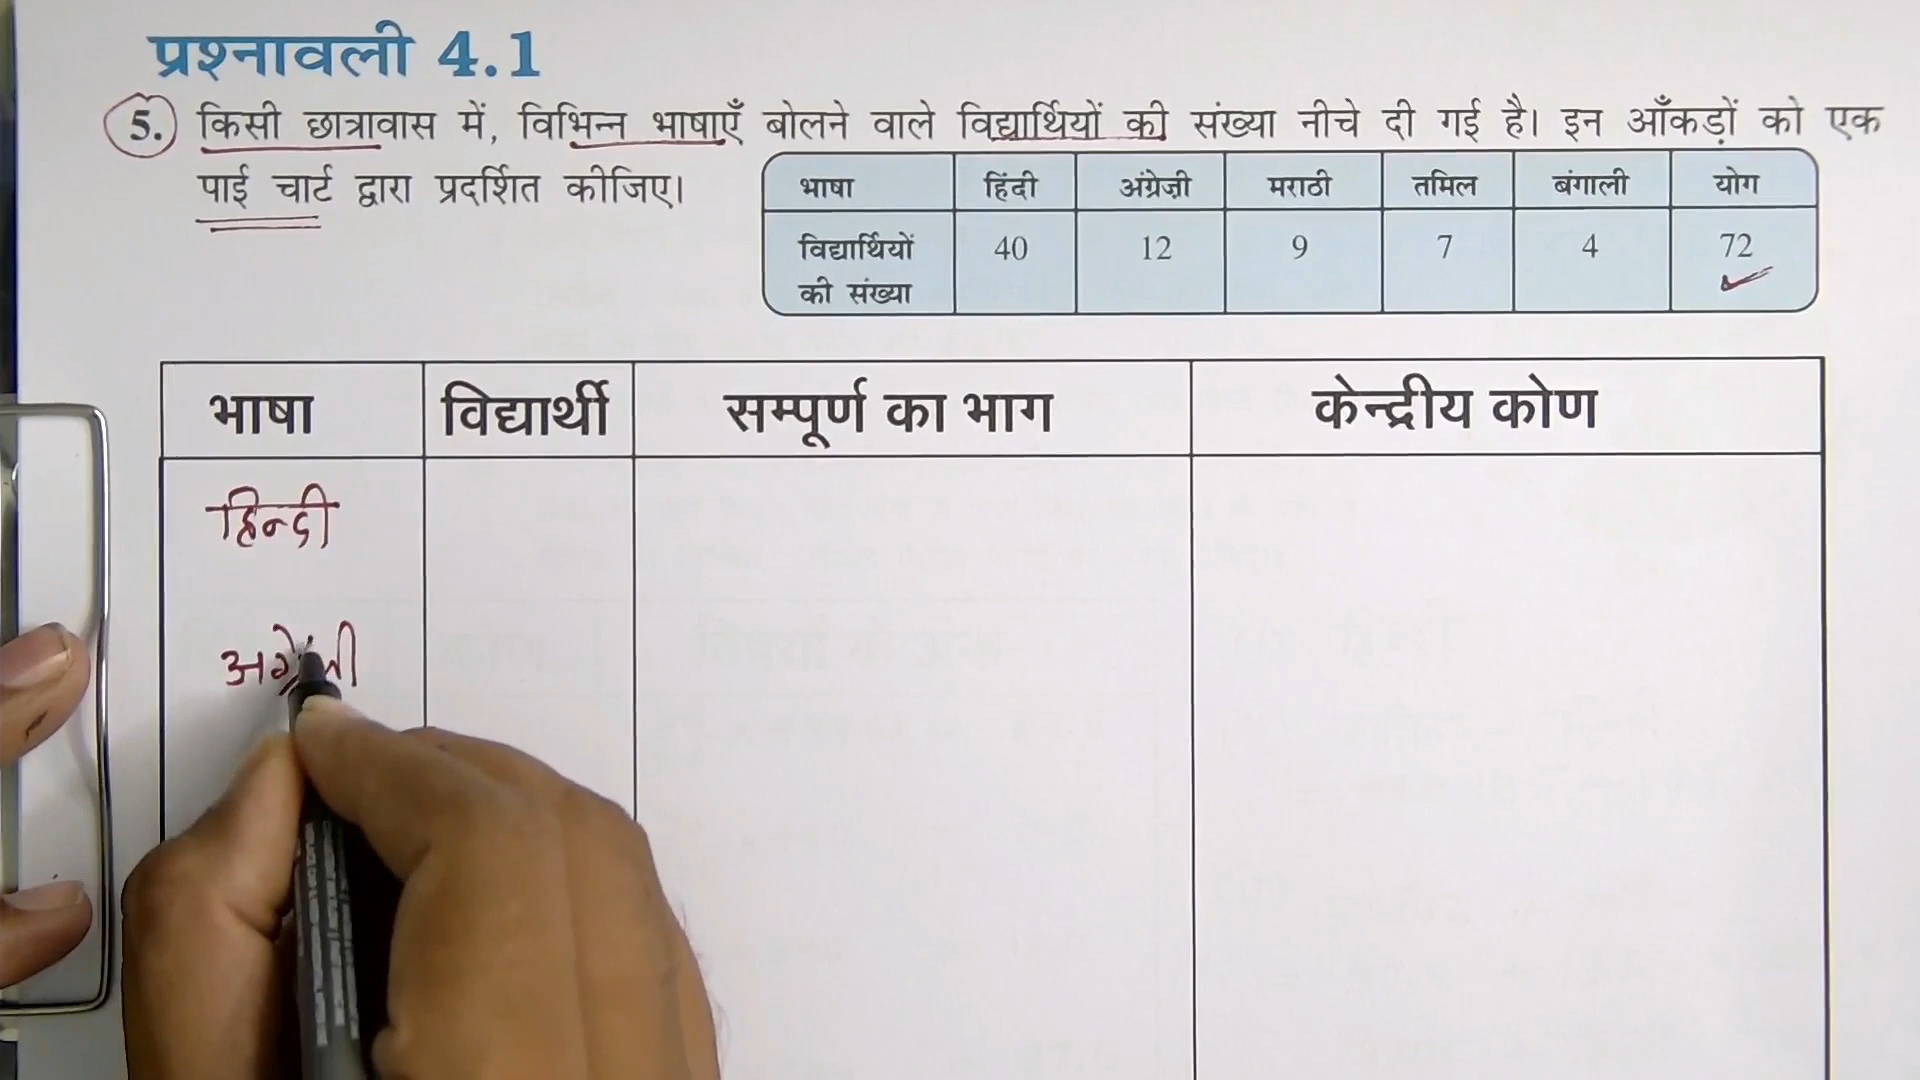 प्रश्नावली 4.1
5. किसी छात्रावास में, विभिन्न भाषाएँ बोलने वाले विद्यार्थियों की संख्या नीचे दी गई है। इन आँकड़ों को एक
पाई चार्ट द्वारा प्रदर्शित कीजिए।
भाषा हिंदी अंग्रेज़ी मराठी तमिल बंगाली योग
विद्यार्थियों 40 12 9 7 4 72
की संख्या
भाषा विद्यार्थी सम्पूर्ण का भाग केन्द्रीय कोण
हिन्दी